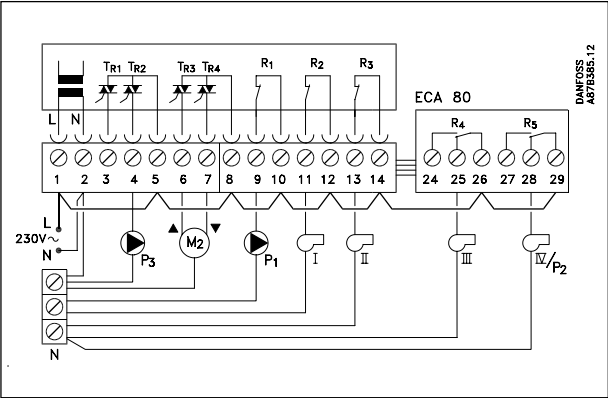 TR1 TR2 TR3 TR4 R1 R2 R3
L N
ECA 80
R4 R5
DANFOSS
A87B385.12
1 2 3 4 5 6 7 8 9 10 11 12 13 14
24 25 26 27 28 29
L
230V~
N
P3
▲ M2 ▼
P1
I
II
III
IV/P2
N